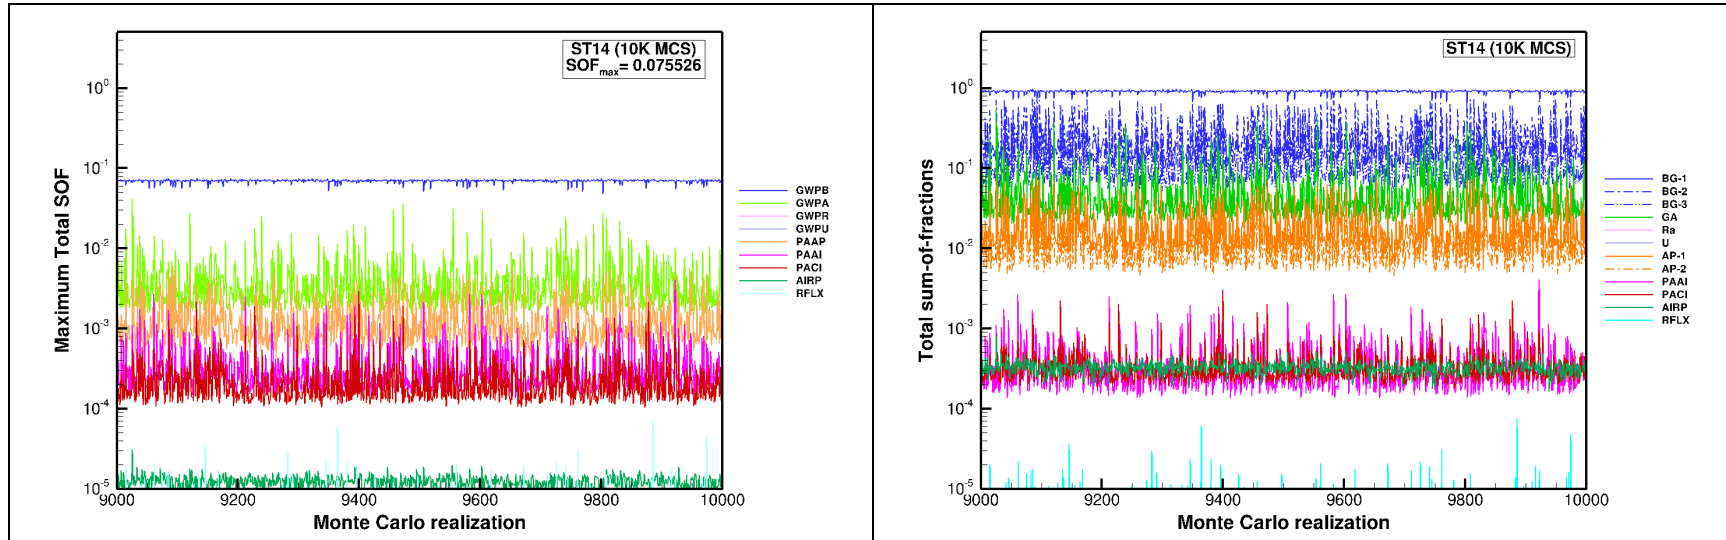 ST14 (10K MCS)
SOFmax= 0.075526
Maximum Total SOF
10^0
10^-1
10^-2
10^-3
10^-4
10^-5
9000
9200
9400
9600
9800
10000
Monte Carlo realization
GWPB
GWPA
GWPR
GWPU
PAAP
PAAI
PACI
AIRP
RFLX
ST14 (10K MCS)
Total sum-of-fractions
10^0
10^-1
10^-2
10^-3
10^-4
10^-5
9000
9200
9400
9600
9800
10000
Monte Carlo realization
BG-1
BG-2
BG-3
GA
Ra
U
AP-1
AP-2
PAAI
PACI
AIRP
RFLX